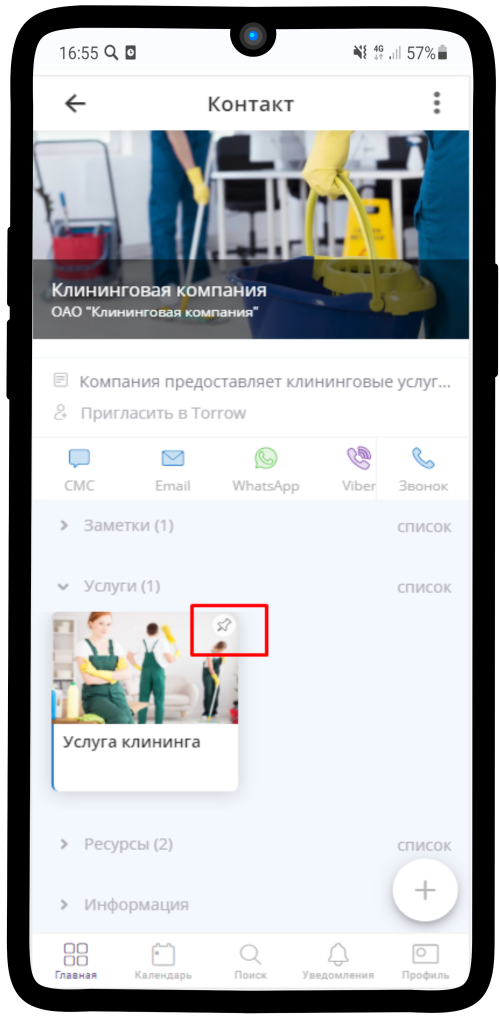 16:55
4G
57%
Контакт
Клининговая компания
ОАО "Клининговая компания"
Компания предоставляет клининговые услуг...
Пригласить в Torrow
СМС Email WhatsApp Viber Звонок
Заметки (1) список
Услуги (1) список
Услуга клининга
Ресурсы (2) список
Информация
Главная Календарь Поиск Уведомления Профиль